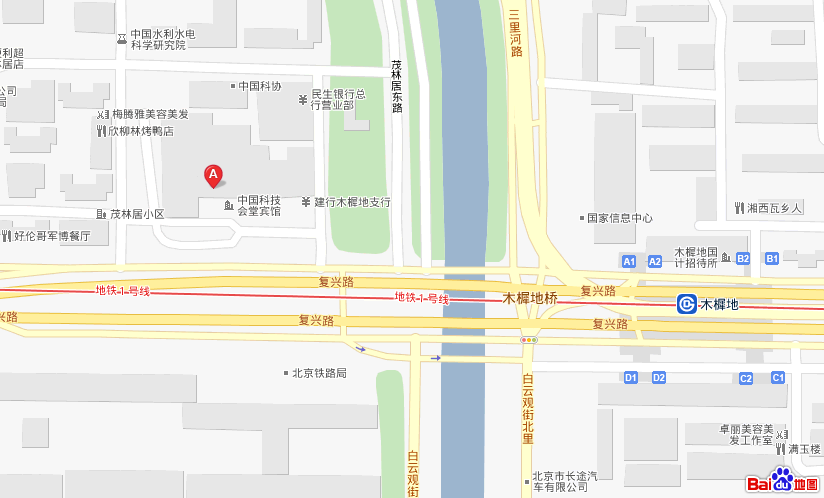 中国水利水电
科学研究院
三里河路
更利超
公司
茂林居东路
中国科协
民生银行总
行营业部
梅腾雅美容美发
欣柳林烤鸭店
A
中国科技
会堂宾馆
建行木樨地支行
茂林居小区
好伦哥军博餐厅
湘西瓦乡人
国家信息中心
木樨地国
计招待所
A1
A2
B2
B1
复兴路
地铁1号线
地铁1号线
木樨地桥
复兴路
木樨地
复兴路
复兴路
北京铁路局
D1
D2
C2
C1
白云观街北里
白云观街
卓丽美容美
发工作室
满玉楼
北京市长途汽
车有限公司
Baidu地图